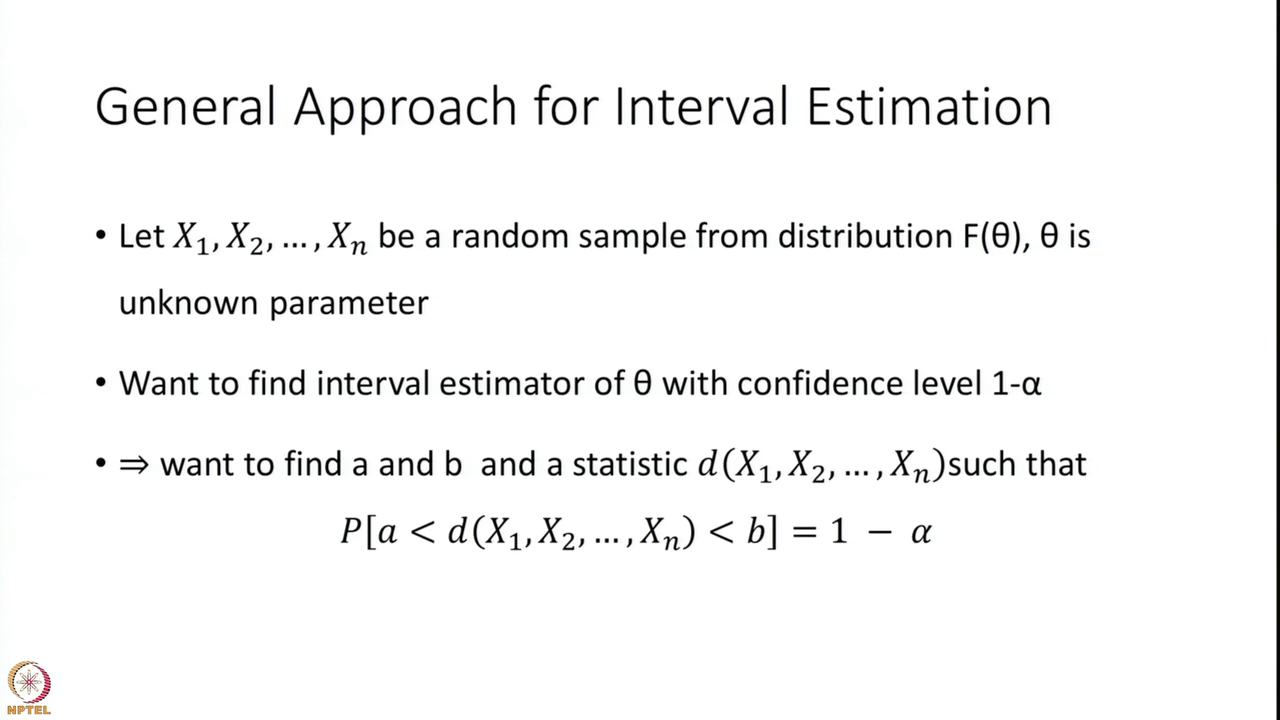 General Approach for Interval Estimation
• Let 𝑋₁, 𝑋₂, … , 𝑋ₙ be a random sample from distribution F(θ), θ is
unknown parameter
• Want to find interval estimator of θ with confidence level 1-α
• ⇒ want to find a and b and a statistic 𝑑(𝑋₁, 𝑋₂, … , 𝑋ₙ)such that
𝑃[𝑎 < 𝑑(𝑋₁, 𝑋₂, … , 𝑋ₙ) < 𝑏] = 1 − 𝛼
NPTEL